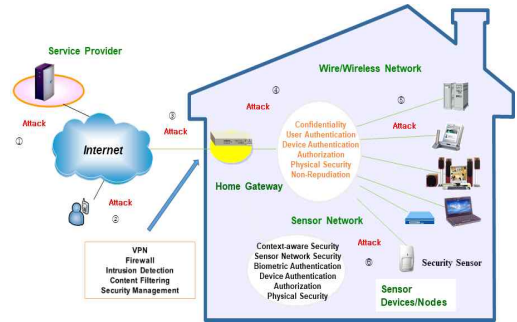 Service Provider
Attack
①
Internet
Attack
②
③
Attack
VPN
Firewall
Intrusion Detection
Content Filtering
Security Management
Home Gateway
④
Attack
Wire/Wireless Network
Confidentiality
User Authentication
Device Authentication
Authorization
Physical Security
Non-Repudiation
⑤
Attack
Sensor Network
Context-aware Security
Sensor Network Security
Biometric Authentication
Device Authentication
Authorization
Physical Security
Attack
⑥
Security Sensor
Sensor
Devices/Nodes